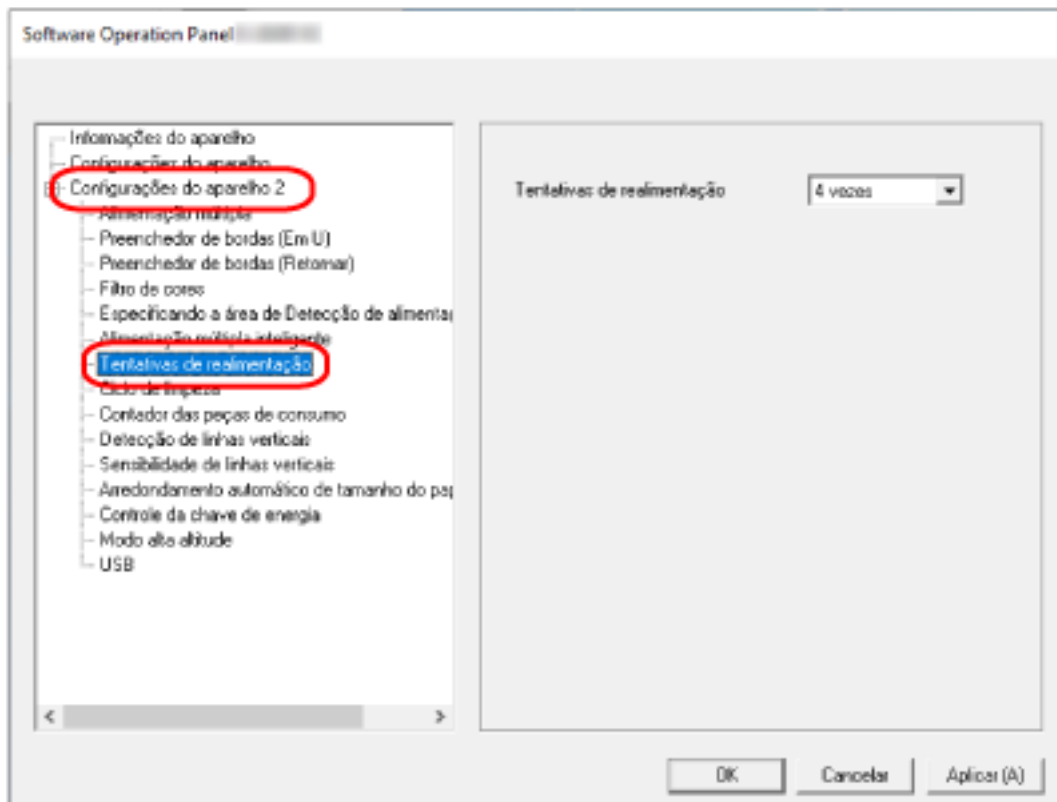 Software Operation Panel
Informações do aparelho
Configurações do aparelho
Configurações do aparelho 2
Alimentação múltipla
Preenchedor de bordas (Em U)
Preenchedor de bordas (Retornar)
Filtro de cores
Especificando a área de Detecção de alimentaç
Alimentação múltipla inteligente
Tentativas de realimentação
Ciclo de limpeza
Contador das peças de consumo
Detecção de linhas verticais
Sensibilidade de linhas verticais
Arredondamento automático de tamanho do pap
Controle da chave de energia
Modo alta altitude
USB
Tentativas de realimentação
4 vezes
OK
Cancelar
Aplicar (A)